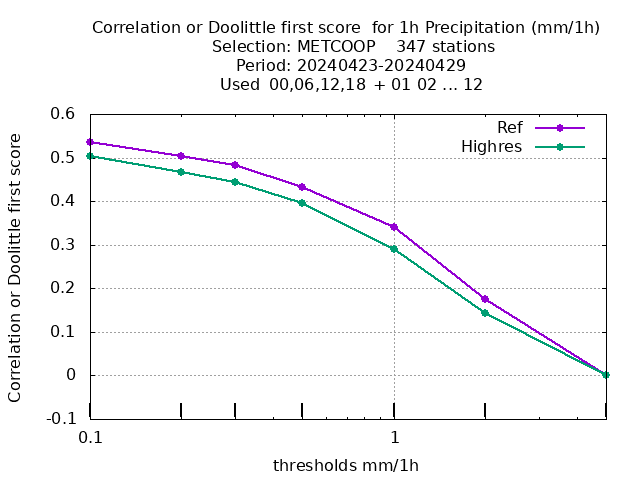 Correlation or Doolittle first score  for 1h Precipitation (mm/1h)
Selection: METCOOP    347 stations
Period: 20240423-20240429
Used  00,06,12,18  + 01 02 ... 12
Ref
Highres
Correlation or Doolittle first score
0.6
0.5
0.4
0.3
0.2
0.1
0
-0.1
0.1
1
thresholds mm/1h